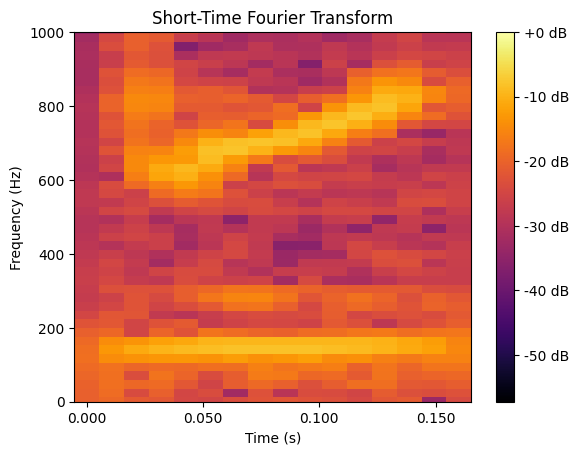 Short-Time Fourier Transform
1000
800
600
400
200
0
Frequency (Hz)
0.000
0.050
0.100
0.150
Time (s)
+0 dB
-10 dB
-20 dB
-30 dB
-40 dB
-50 dB